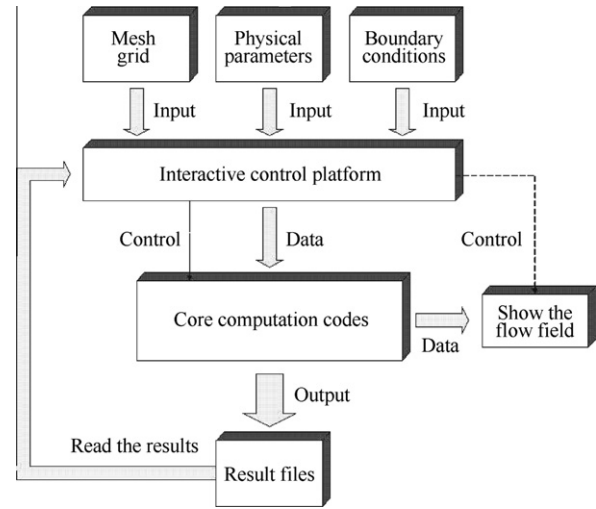 Mesh
grid
Physical
parameters
Boundary
conditions
Input
Input
Input
Interactive control platform
Control
Data
Control
Core computation codes
Data
Show the
flow field
Output
Read the results
Result files